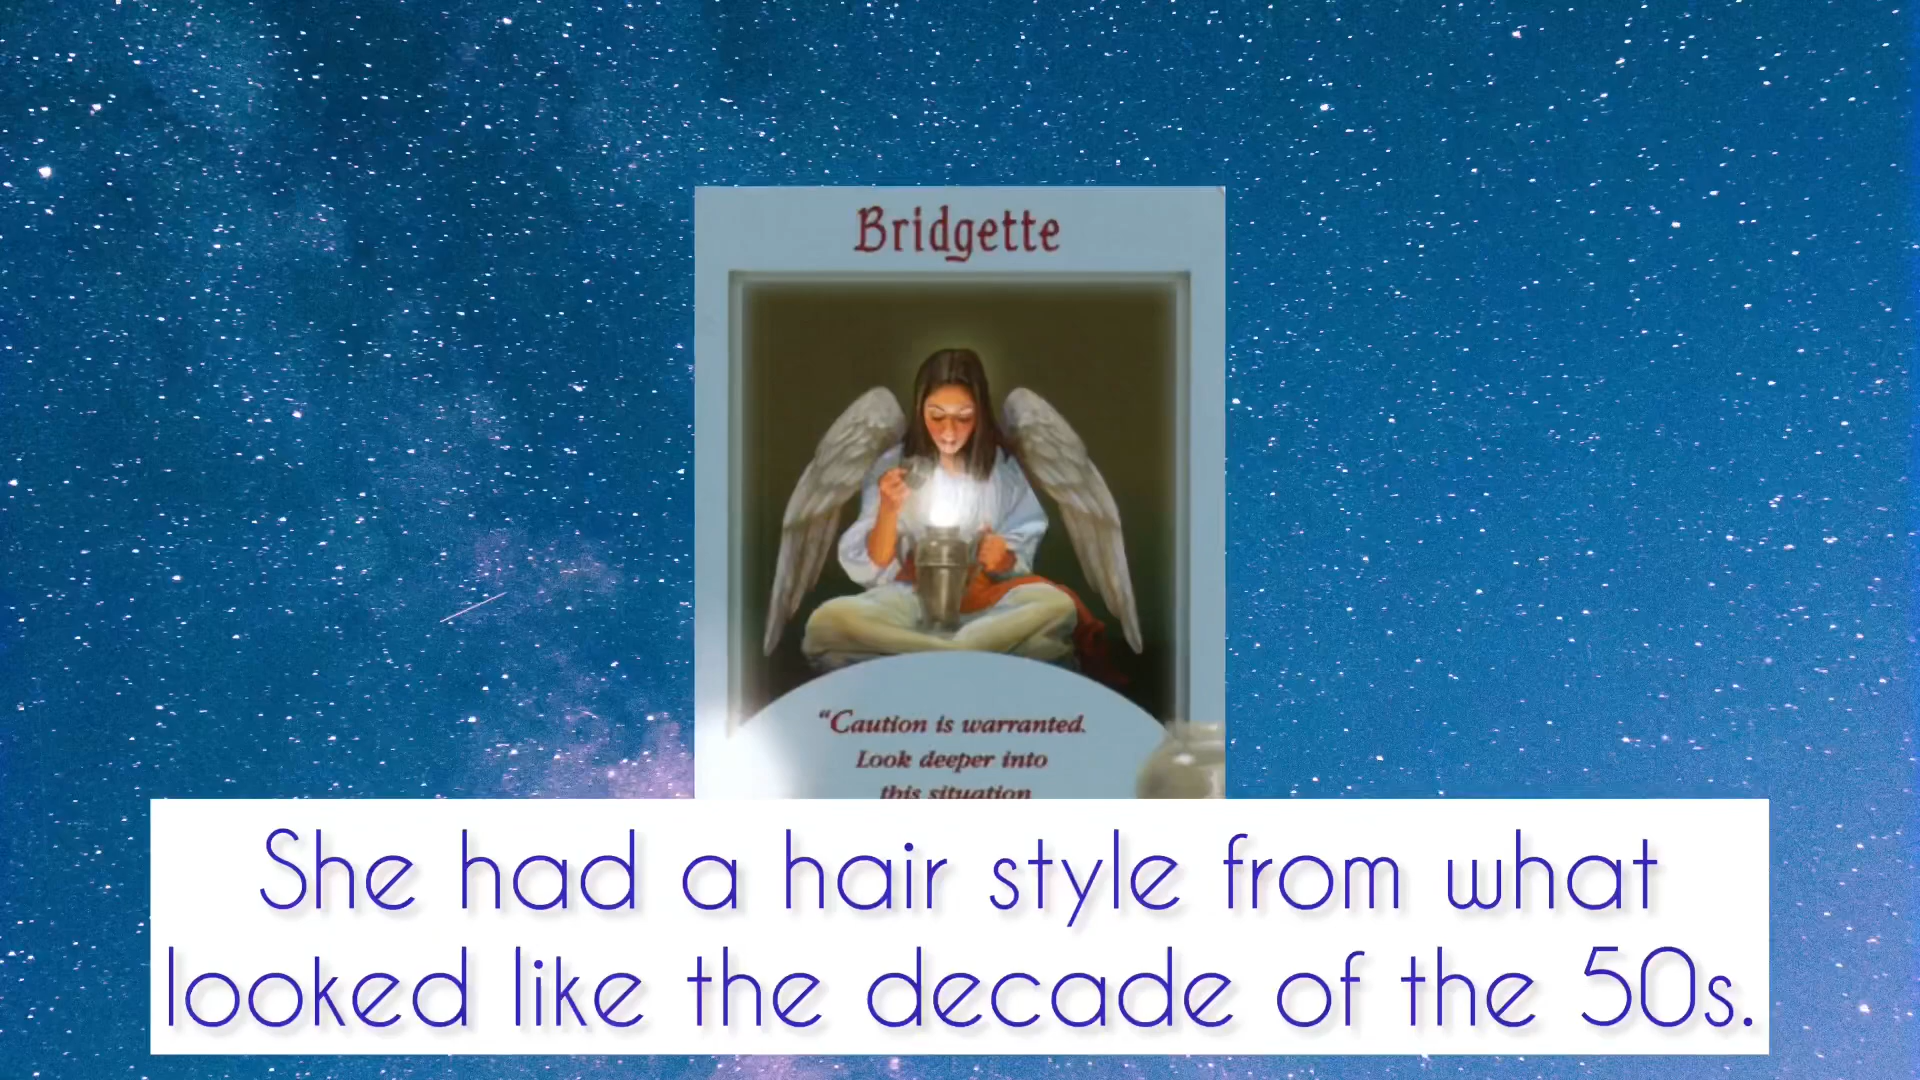 Bridgette
"Caution is warranted.
Look deeper into
this situation
She had a hair style from what
looked like the decade of the 50s.